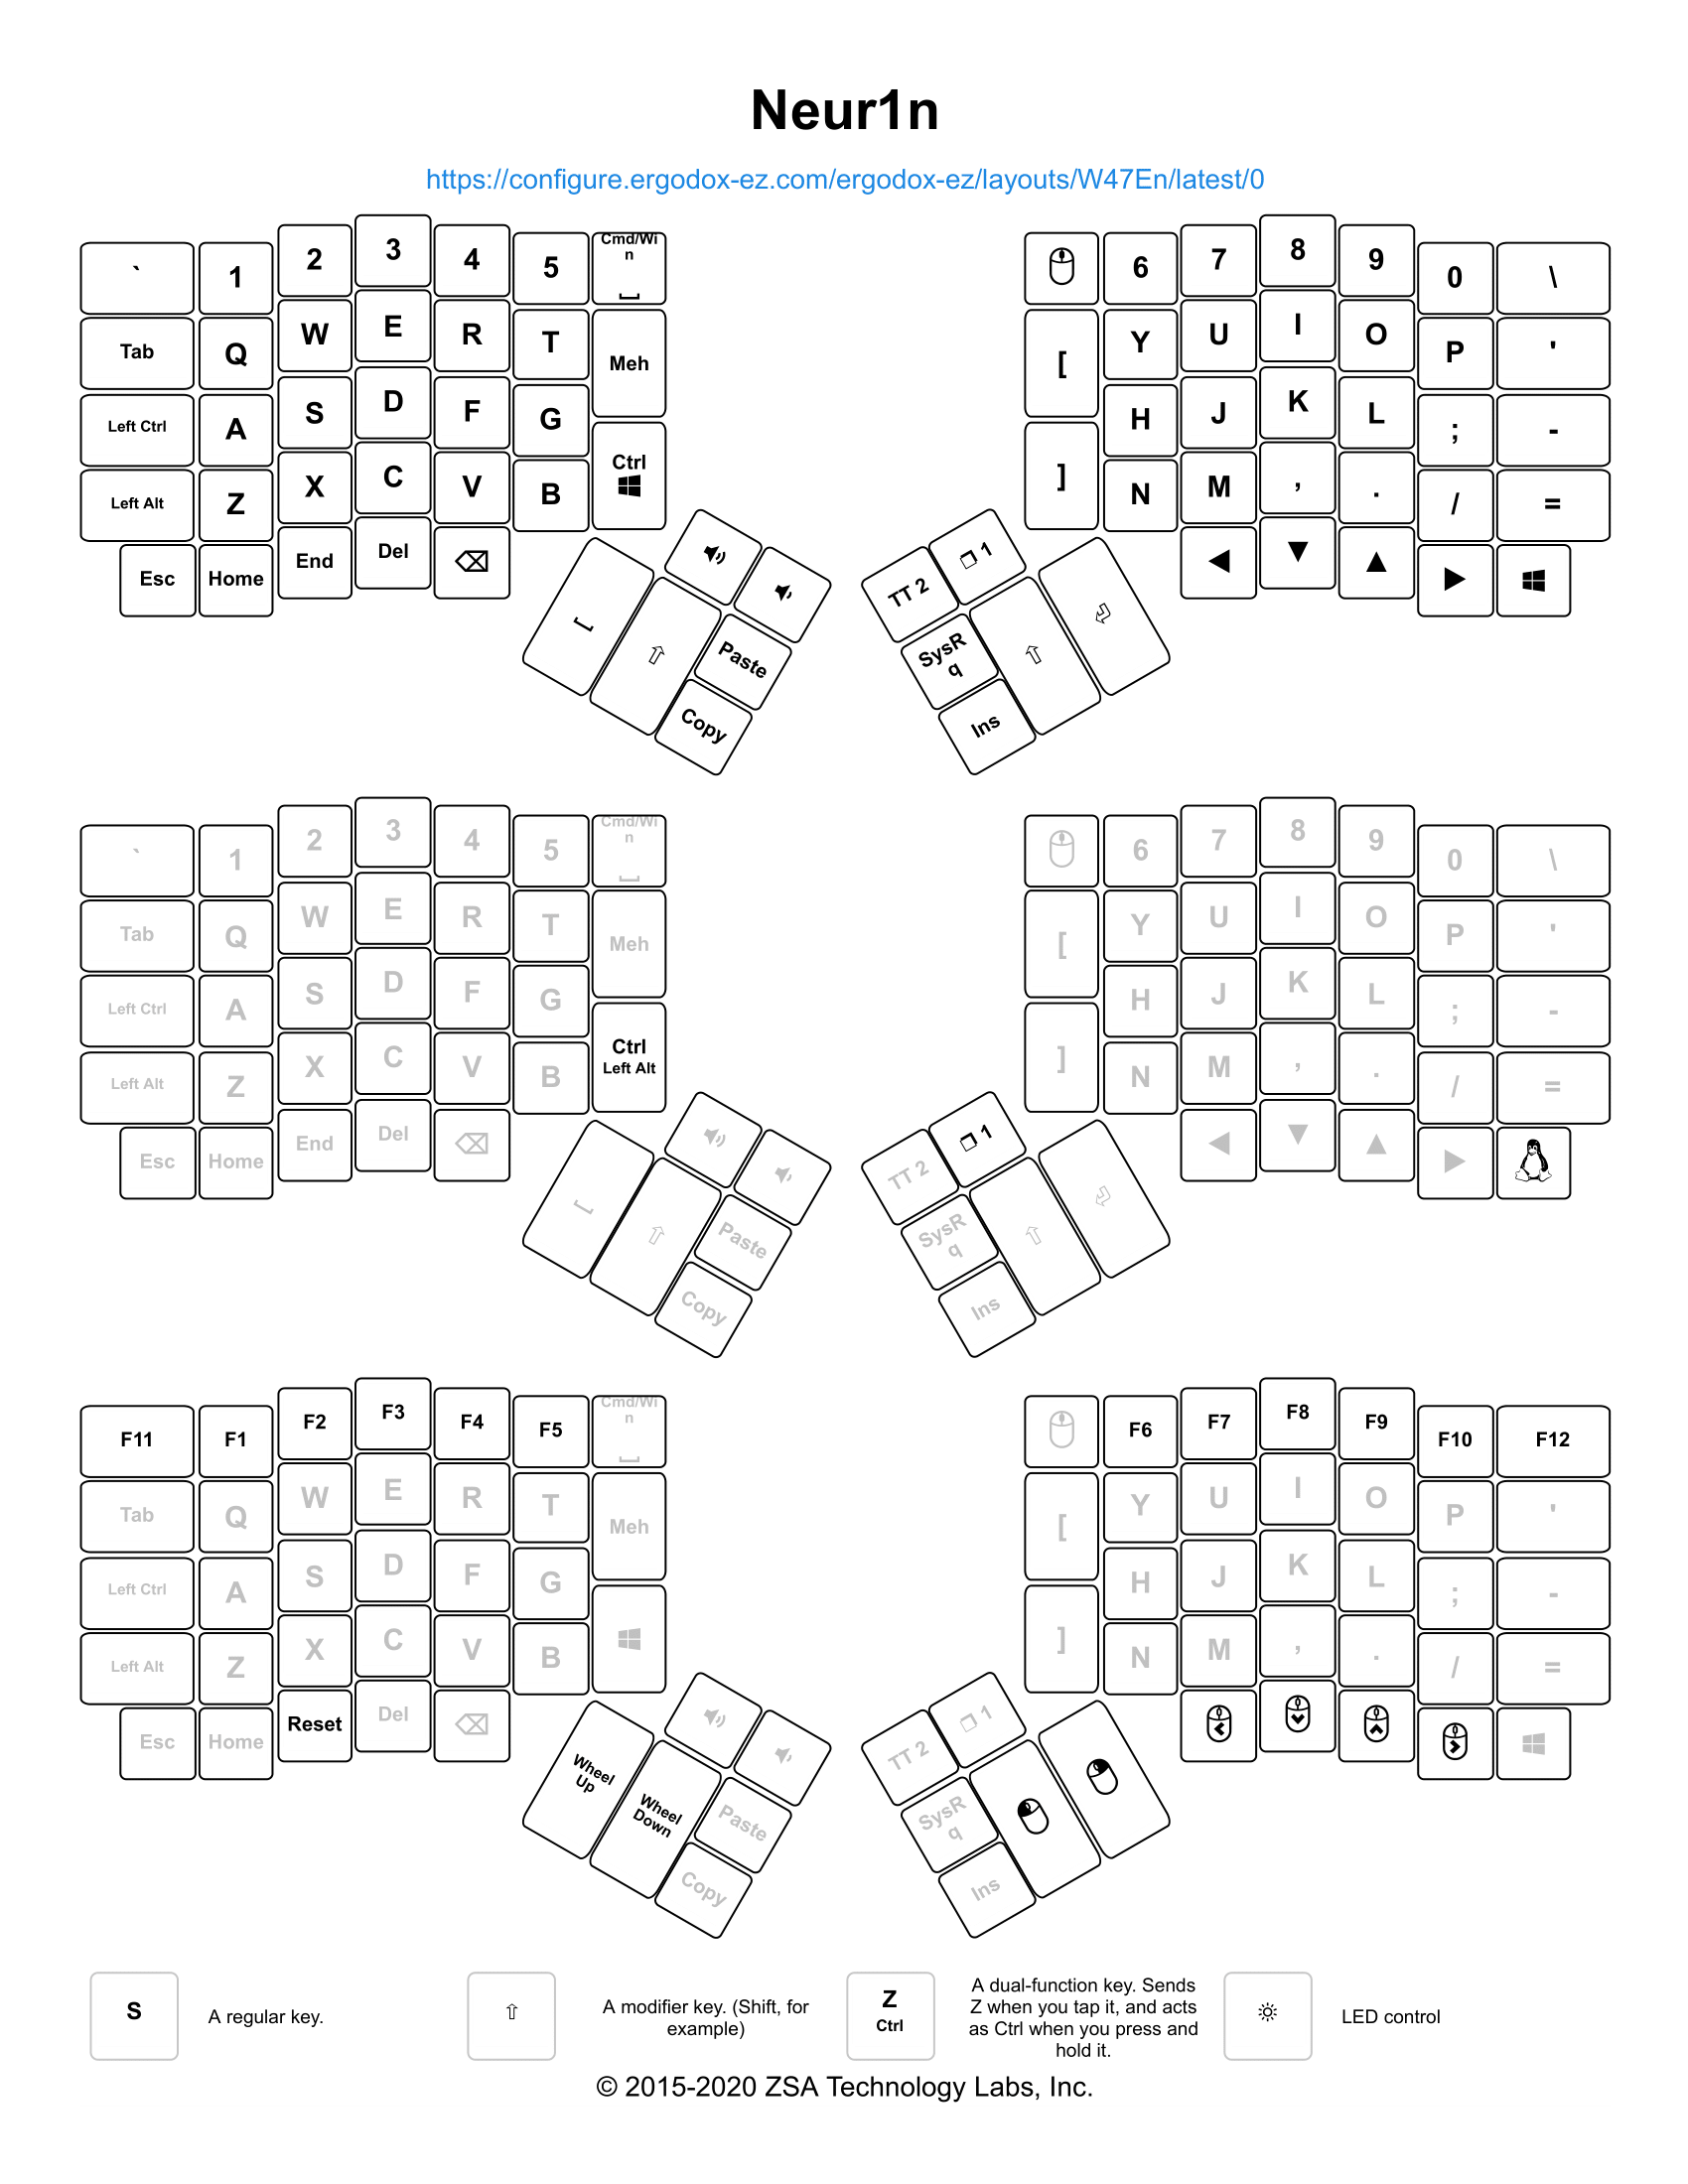 Neur1n
https://configure.ergodox-ez.com/ergodox-ez/layouts/W47En/latest/0
` 1 2 3 4 5 Cmd/Wi
n
6 7 8 9 0 \
Tab Q W E R T Meh
[ Y U I O P '
Left Ctrl A S D F G
H J K L ; -
Left Alt Z X C V B Ctrl
] N M , . / =
Esc Home End Del
Paste
Copy
TT 2 1
SysR
q
Ins
` 1 2 3 4 5 Cmd/Wi
n
6 7 8 9 0 \
Tab Q W E R T Meh
[ Y U I O P '
Left Ctrl A S D F G
H J K L ; -
Left Alt Z X C V B Ctrl
Left Alt
] N M , . / =
Esc Home End Del
Paste
Copy
TT 2 1
SysR
q
Ins
F11 F1 F2 F3 F4 F5 Cmd/Wi
n
F6 F7 F8 F9 F10 F12
Tab Q W E R T Meh
[ Y U I O P '
Left Ctrl A S D F G
H J K L ; -
Left Alt Z X C V B
] N M , . / =
Esc Home Reset Del
Wheel
Up
Wheel
Down
Paste
Copy
TT 2 1
SysR
q
Ins
S
A regular key.
A modifier key. (Shift, for
example)
Z
Ctrl
A dual-function key. Sends
Z when you tap it, and acts
as Ctrl when you press and
hold it.
LED control
© 2015-2020 ZSA Technology Labs, Inc.